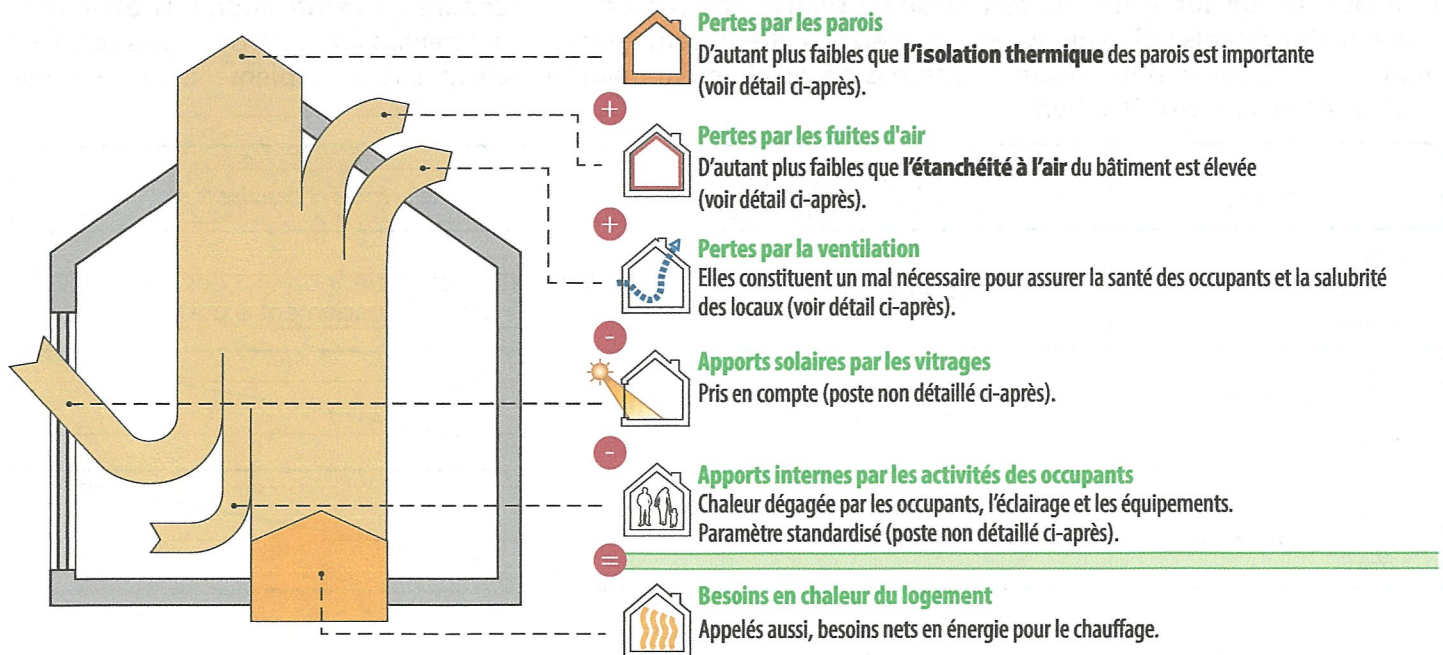 Pertes par les parois
D'autant plus faibles que l'isolation thermique des parois est importante
(voir détail ci-après).
+
Pertes par les fuites d'air
D'autant plus faibles que l'étanchéité à l'air du bâtiment est élevée
(voir détail ci-après).
+
Pertes par la ventilation
Elles constituent un mal nécessaire pour assurer la santé des occupants et la salubrité
des locaux (voir détail ci-après).
-
Apports solaires par les vitrages
Pris en compte (poste non détaillé ci-après).
-
Apports internes par les activités des occupants
Chaleur dégagée par les occupants, l'éclairage et les équipements.
Paramètre standardisé (poste non détaillé ci-après).
=
Besoins en chaleur du logement
Appelés aussi, besoins nets en énergie pour le chauffage.